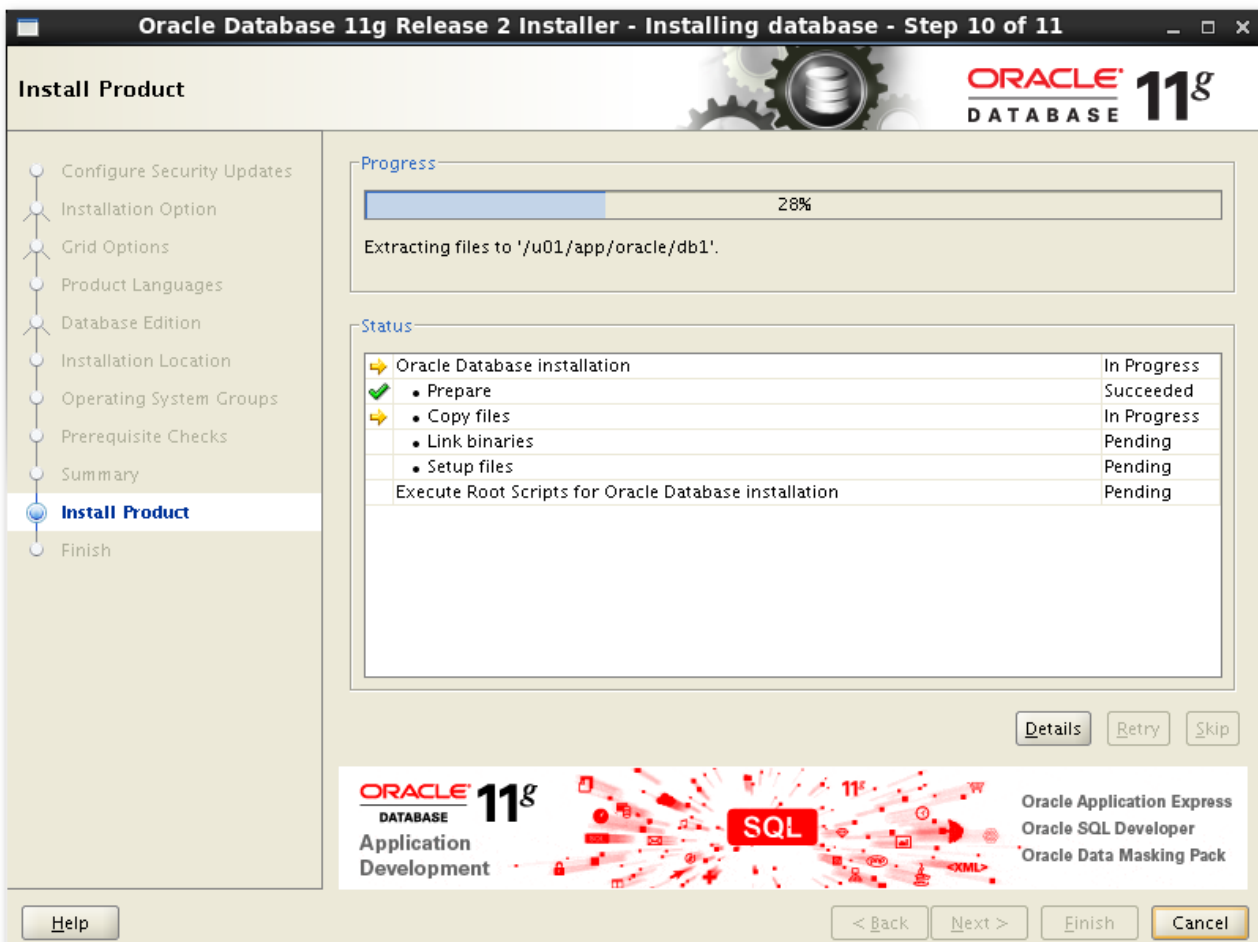 Oracle Database 11g Release 2 Installer - Installing database - Step 10 of 11
Install Product
ORACLE DATABASE 11g
Configure Security Updates
Installation Option
Grid Options
Product Languages
Database Edition
Installation Location
Operating System Groups
Prerequisite Checks
Summary
Install Product
Finish
Progress
28%
Extracting files to '/u01/app/oracle/db1'.
Status
Oracle Database installation In Progress
• Prepare Succeeded
• Copy files In Progress
• Link binaries Pending
• Setup files Pending
Execute Root Scripts for Oracle Database installation Pending
Details Retry Skip
ORACLE DATABASE 11g
Application
Development
11g
SQL
php
<XML>
Oracle Application Express
Oracle SQL Developer
Oracle Data Masking Pack
Help < Back Next > Finish Cancel